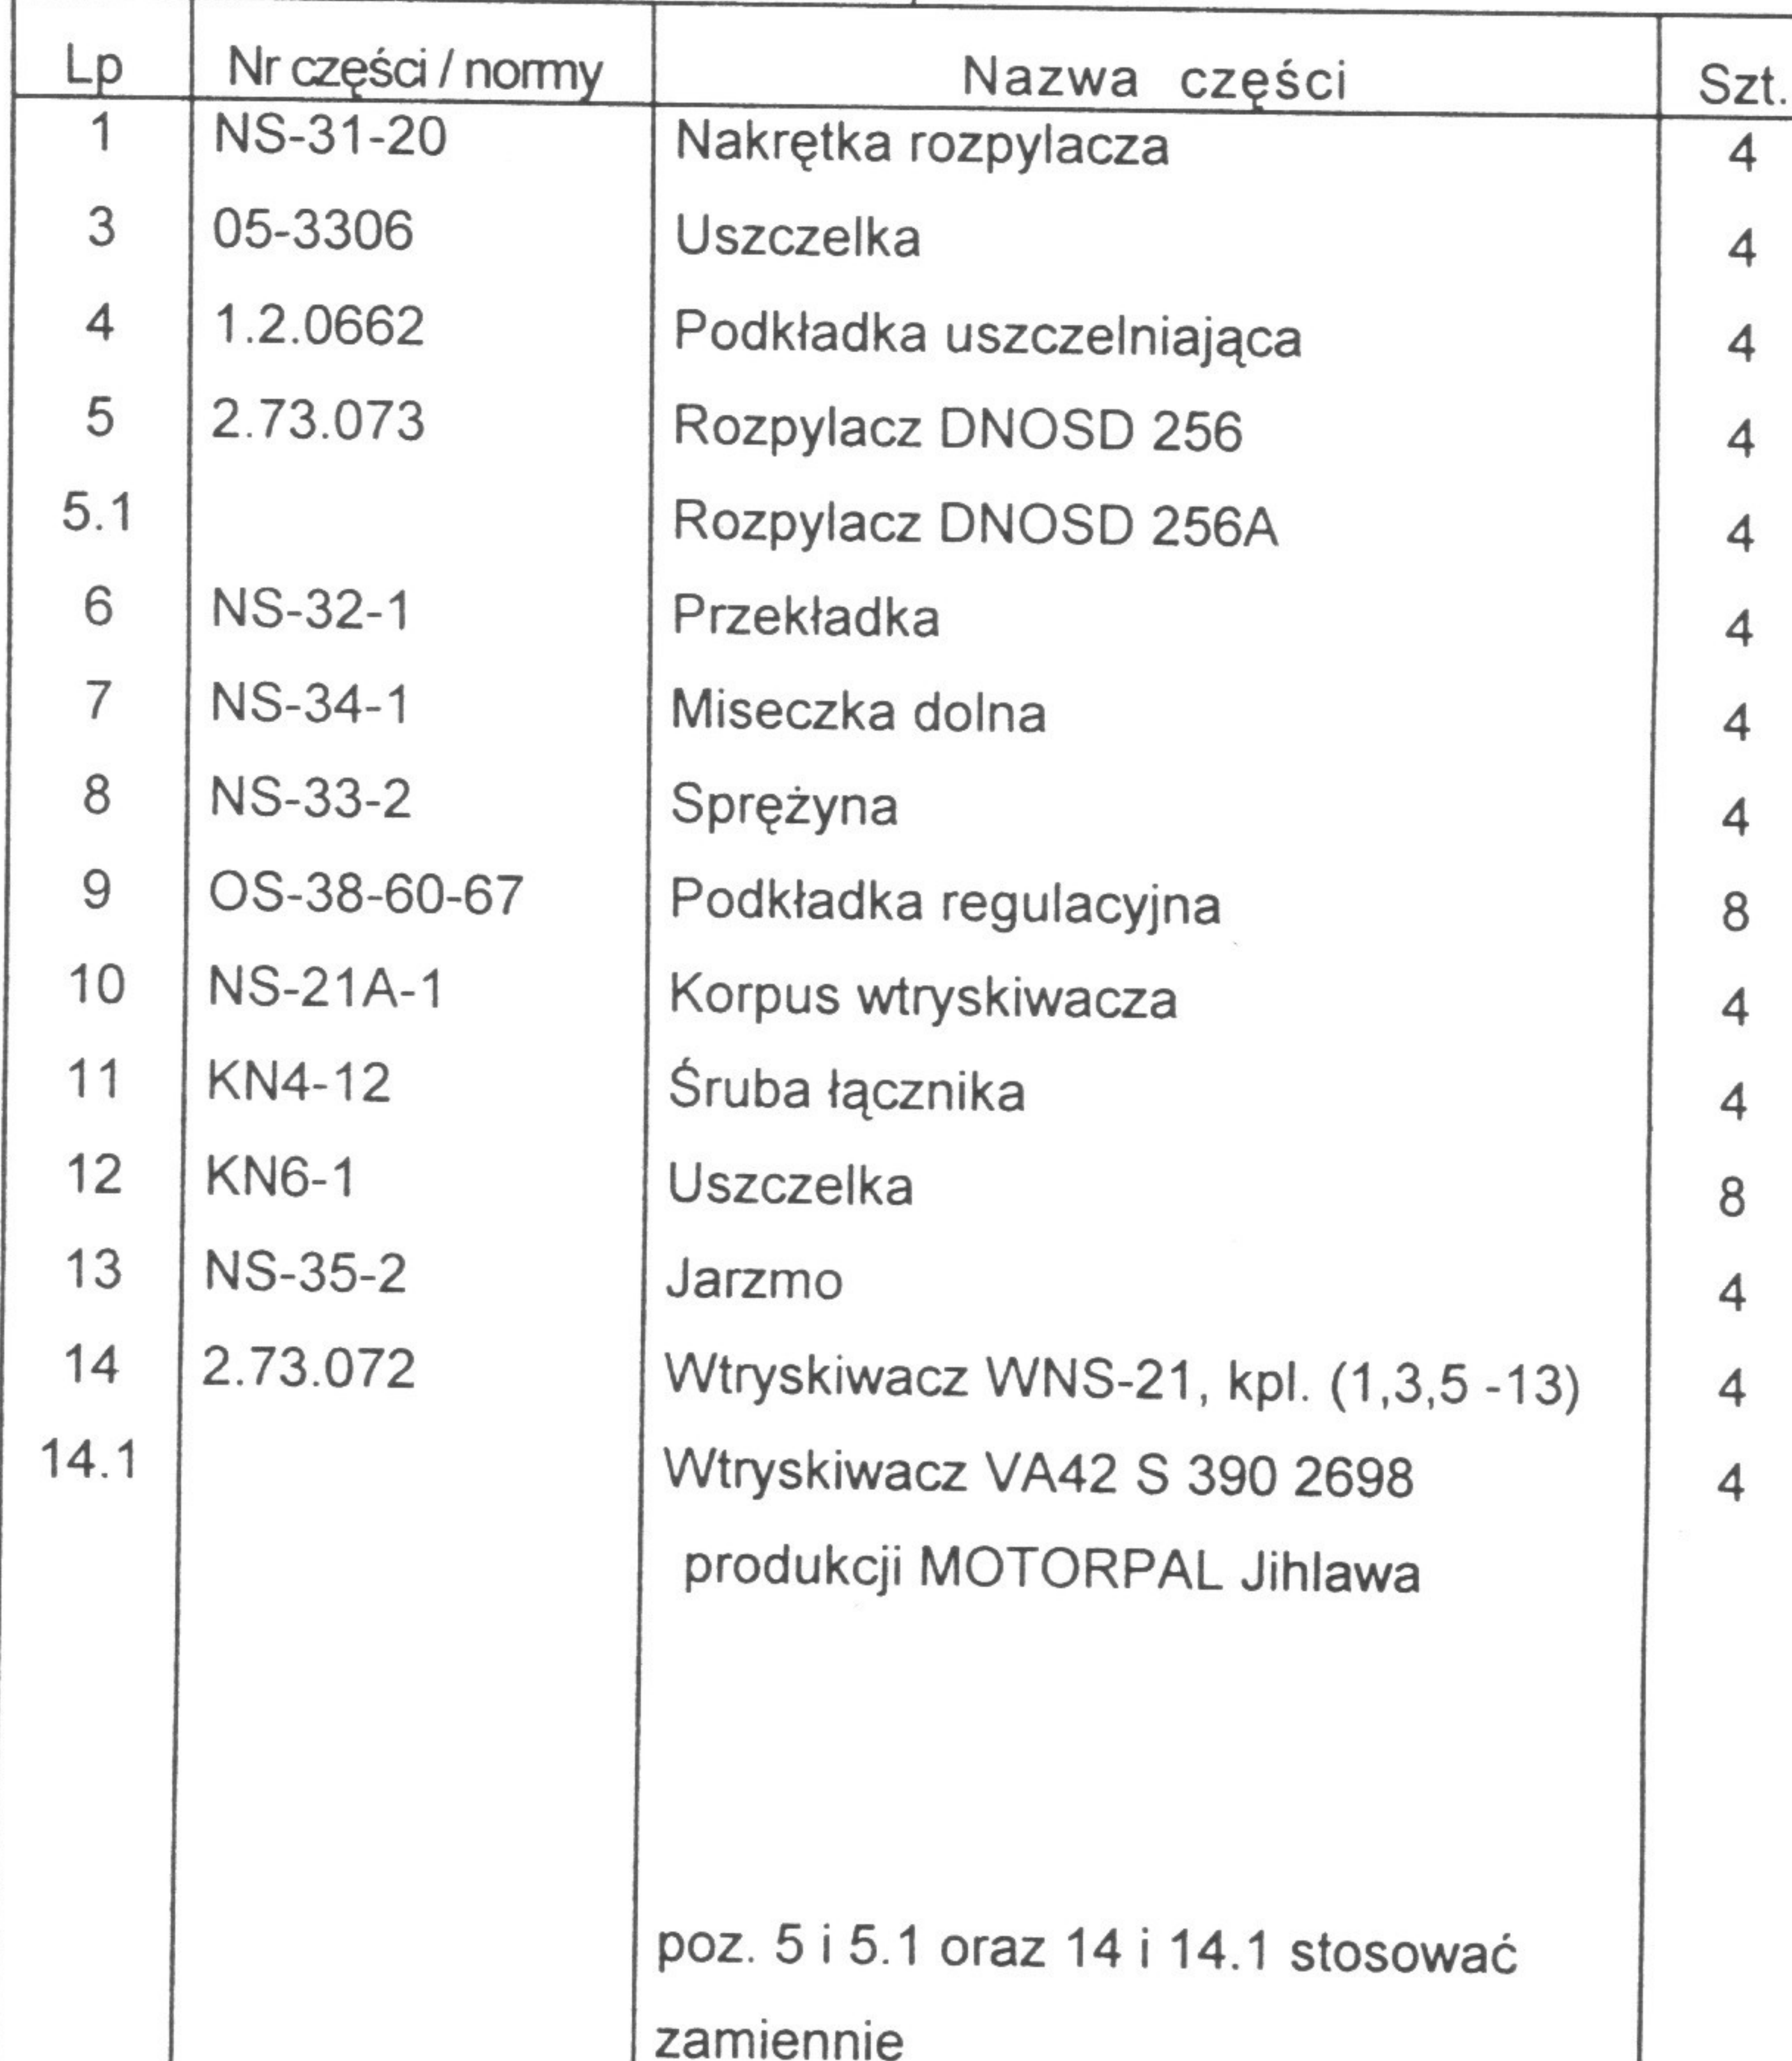 Lp Nr części / normy Nazwa części Szt.
1 NS-31-20 Nakrętka rozpylacza 4
3 05-3306 Uszczelka 4
4 1.2.0662 Podkładka uszczelniająca 4
5 2.73.073 Rozpylacz DNOSD 256 4
5.1 Rozpylacz DNOSD 256A 4
6 NS-32-1 Przekładka 4
7 NS-34-1 Miseczka dolna 4
8 NS-33-2 Sprężyna 4
9 OS-38-60-67 Podkładka regulacyjna 8
10 NS-21A-1 Korpus wtryskiwacza 4
11 KN4-12 Śruba łącznika 4
12 KN6-1 Uszczelka 8
13 NS-35-2 Jarzmo 4
14 2.73.072 Wtryskiwacz WNS-21, kpl. (1,3,5 -13) 4
14.1 Wtryskiwacz VA42 S 390 2698 4
produkcji MOTORPAL Jihlawa
poz. 5 i 5.1 oraz 14 i 14.1 stosować
zamiennie